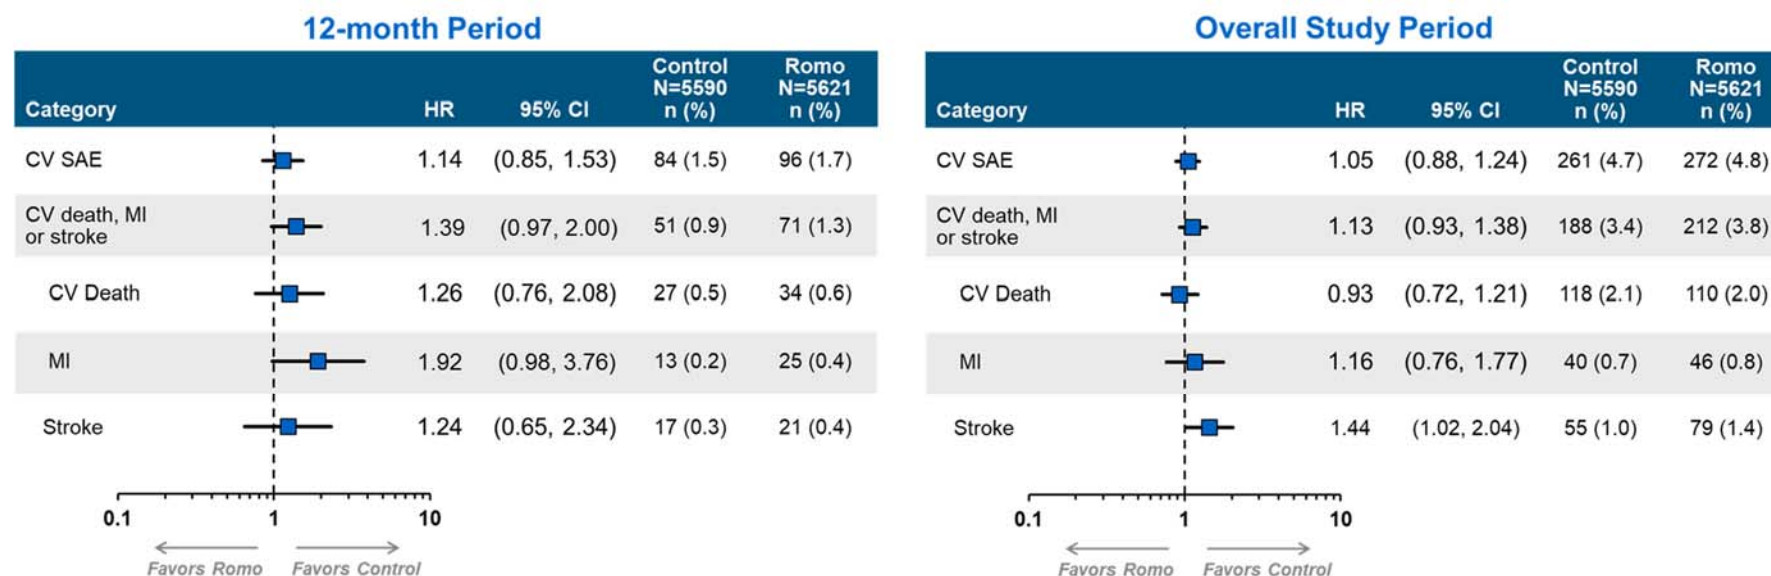 12-month Period
Category HR 95% CI Control N=5590 n (%) Romo N=5621 n (%)
CV SAE 1.14 (0.85, 1.53) 84 (1.5) 96 (1.7)
CV death, MI or stroke 1.39 (0.97, 2.00) 51 (0.9) 71 (1.3)
CV Death 1.26 (0.76, 2.08) 27 (0.5) 34 (0.6)
MI 1.92 (0.98, 3.76) 13 (0.2) 25 (0.4)
Stroke 1.24 (0.65, 2.34) 17 (0.3) 21 (0.4)
0.1 1 10
Favors Romo Favors Control
Overall Study Period
Category HR 95% CI Control N=5590 n (%) Romo N=5621 n (%)
CV SAE 1.05 (0.88, 1.24) 261 (4.7) 272 (4.8)
CV death, MI or stroke 1.13 (0.93, 1.38) 188 (3.4) 212 (3.8)
CV Death 0.93 (0.72, 1.21) 118 (2.1) 110 (2.0)
MI 1.16 (0.76, 1.77) 40 (0.7) 46 (0.8)
Stroke 1.44 (1.02, 2.04) 55 (1.0) 79 (1.4)
0.1 1 10
Favors Romo Favors Control